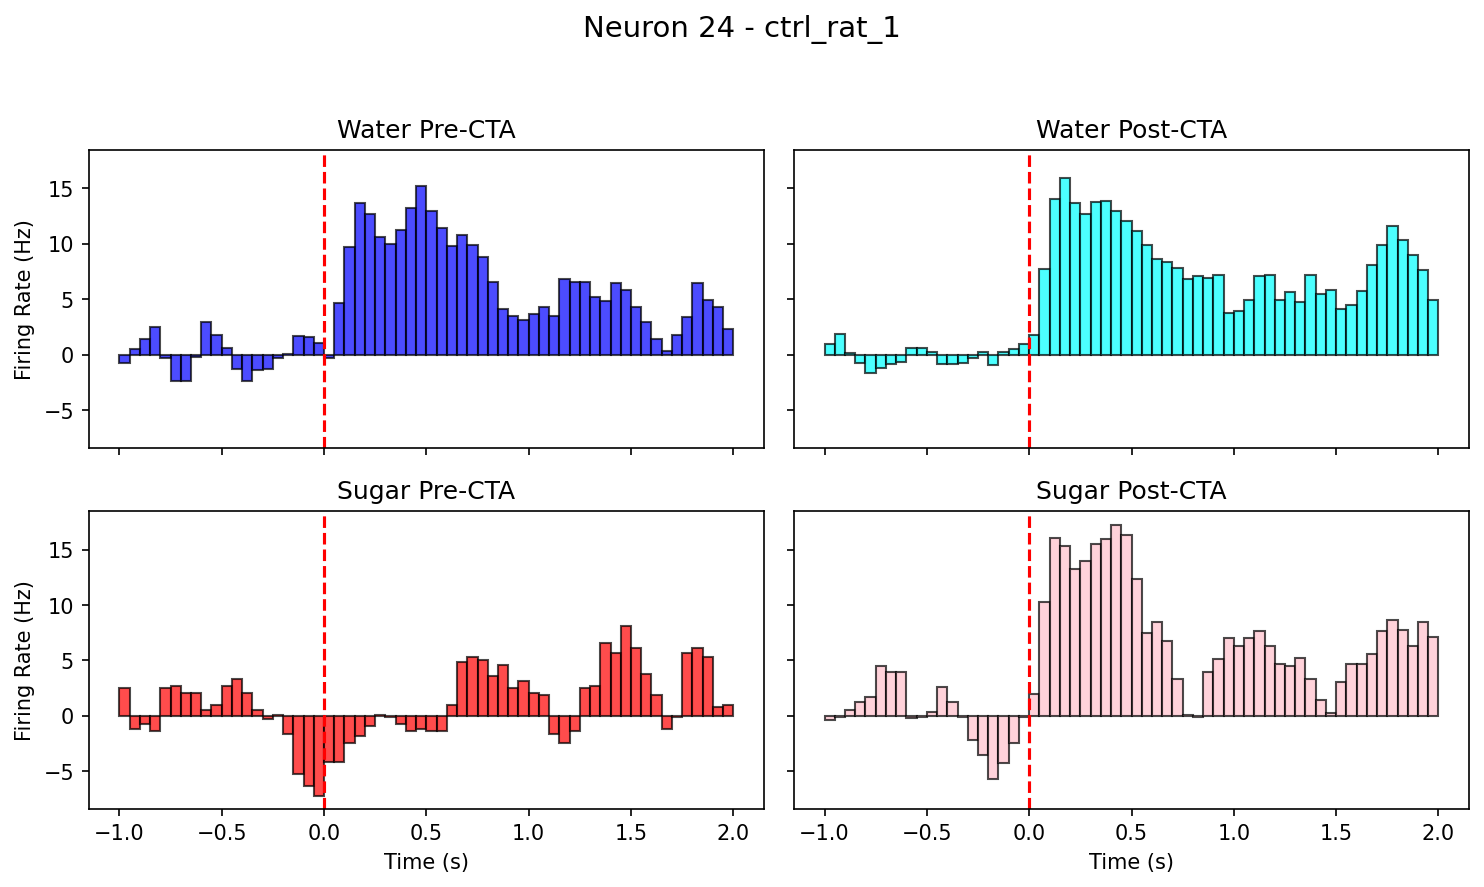 Neuron 24 - ctrl_rat_1
Water Pre-CTA
Water Post-CTA
Firing Rate (Hz)
15
10
5
0
−5
Sugar Pre-CTA
Sugar Post-CTA
Firing Rate (Hz)
15
10
5
0
−5
−1.0 −0.5 0.0 0.5 1.0 1.5 2.0
−1.0 −0.5 0.0 0.5 1.0 1.5 2.0
Time (s)
Time (s)